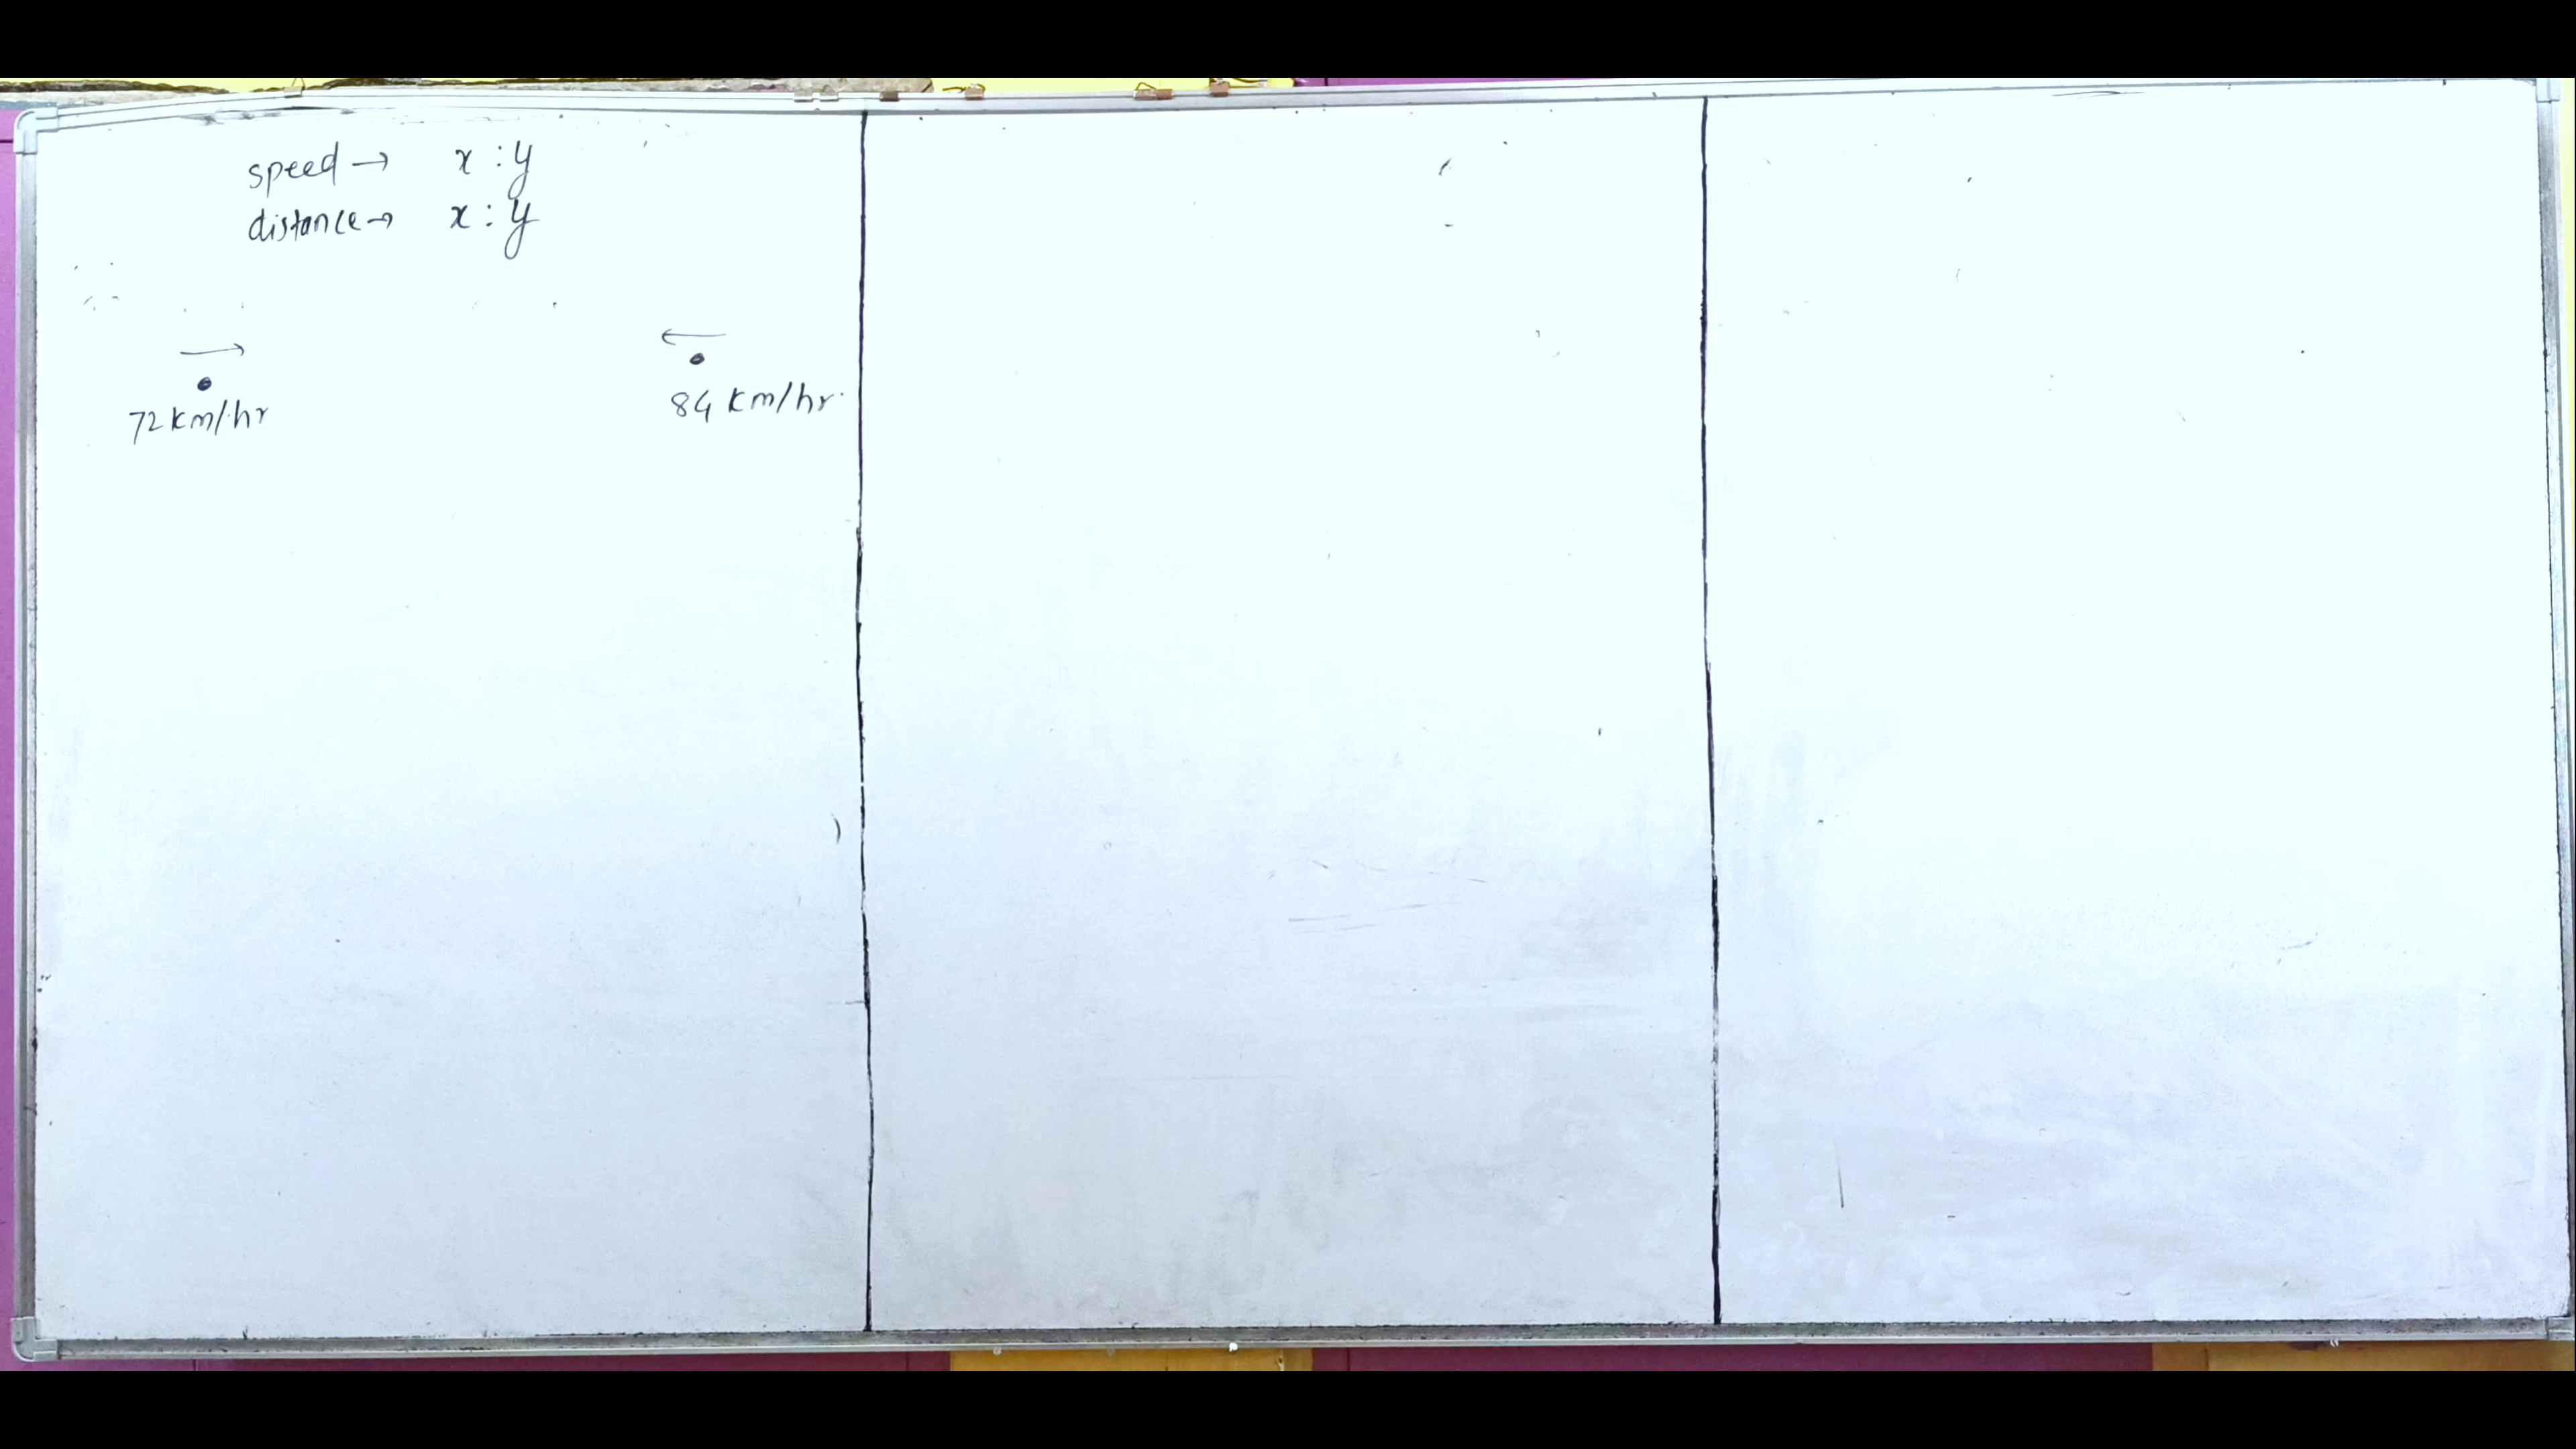 speed → x : y
distance → x : y
→ ←
72 km/hr 84 km/hr